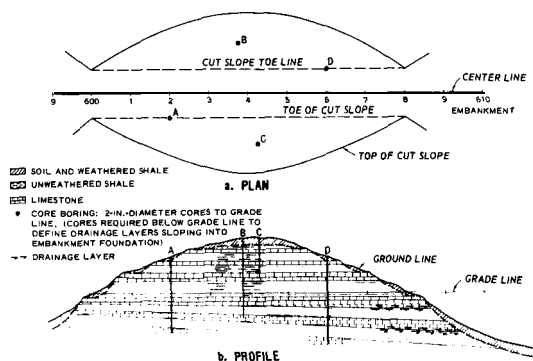 B
CUT SLOPE TOE LINE
D
CENTER LINE
9 600 1 2 3 4 5 6 7 8 9 610
A
TOE OF CUT SLOPE
EMBANKMENT
C
TOP OF CUT SLOPE
a. PLAN
SOIL AND WEATHERED SHALE
UNWEATHERED SHALE
LIMESTONE
CORE BORING: 2-IN.-DIAMETER CORES TO GRADE
LINE, (CORES REQUIRED BELOW GRADE LINE TO
DEFINE DRAINAGE LAYERS SLOPING INTO
EMBANKMENT FOUNDATION)
DRAINAGE LAYER
A
B C
D
GROUND LINE
GRADE LINE
b. PROFILE